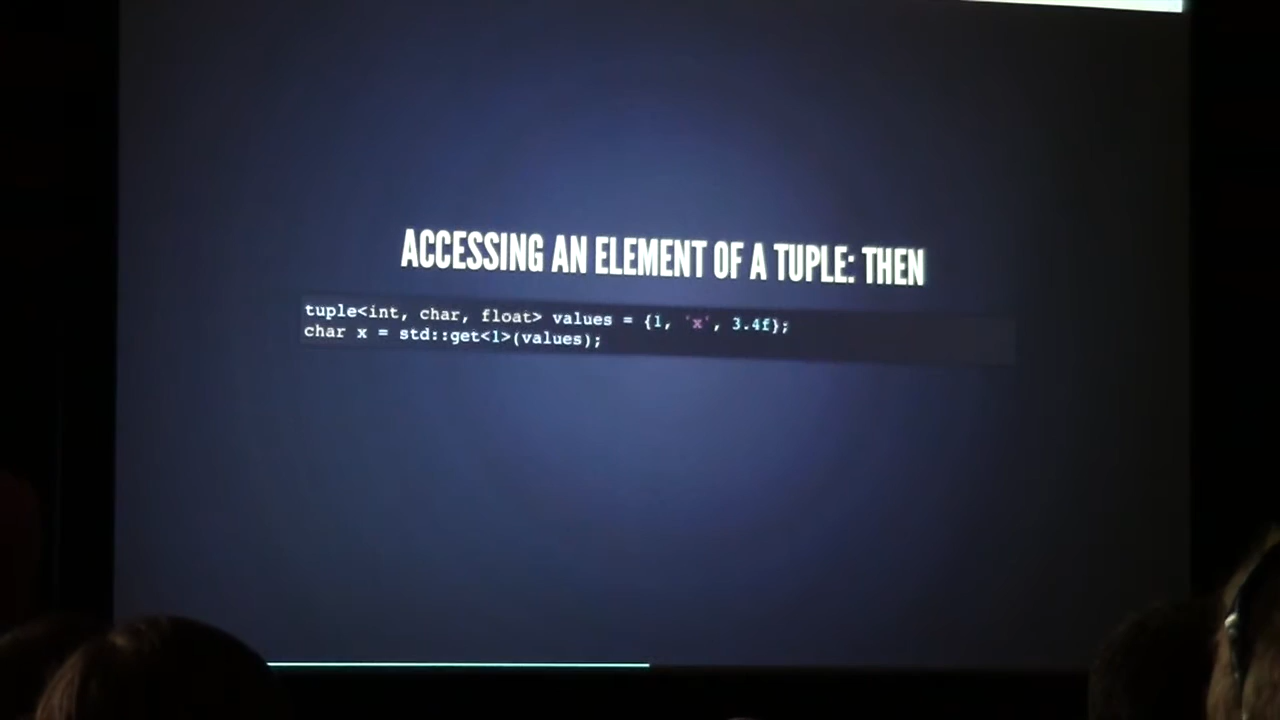 ACCESSING AN ELEMENT OF A TUPLE: THEN
tuple<int, char, float> values = {1, 'x', 3.4f};
char x = std::get<1>(values);